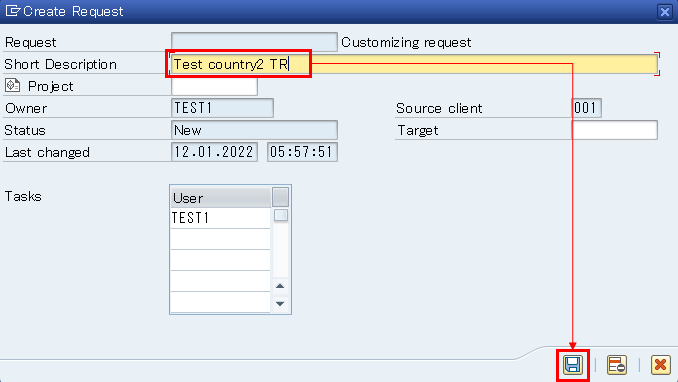 Create Request
Request Customizing request
Short Description Test country2 TR
Project
Owner TEST1 Source client 001
Status New Target
Last changed 12.01.2022 05:57:51
Tasks User
TEST1